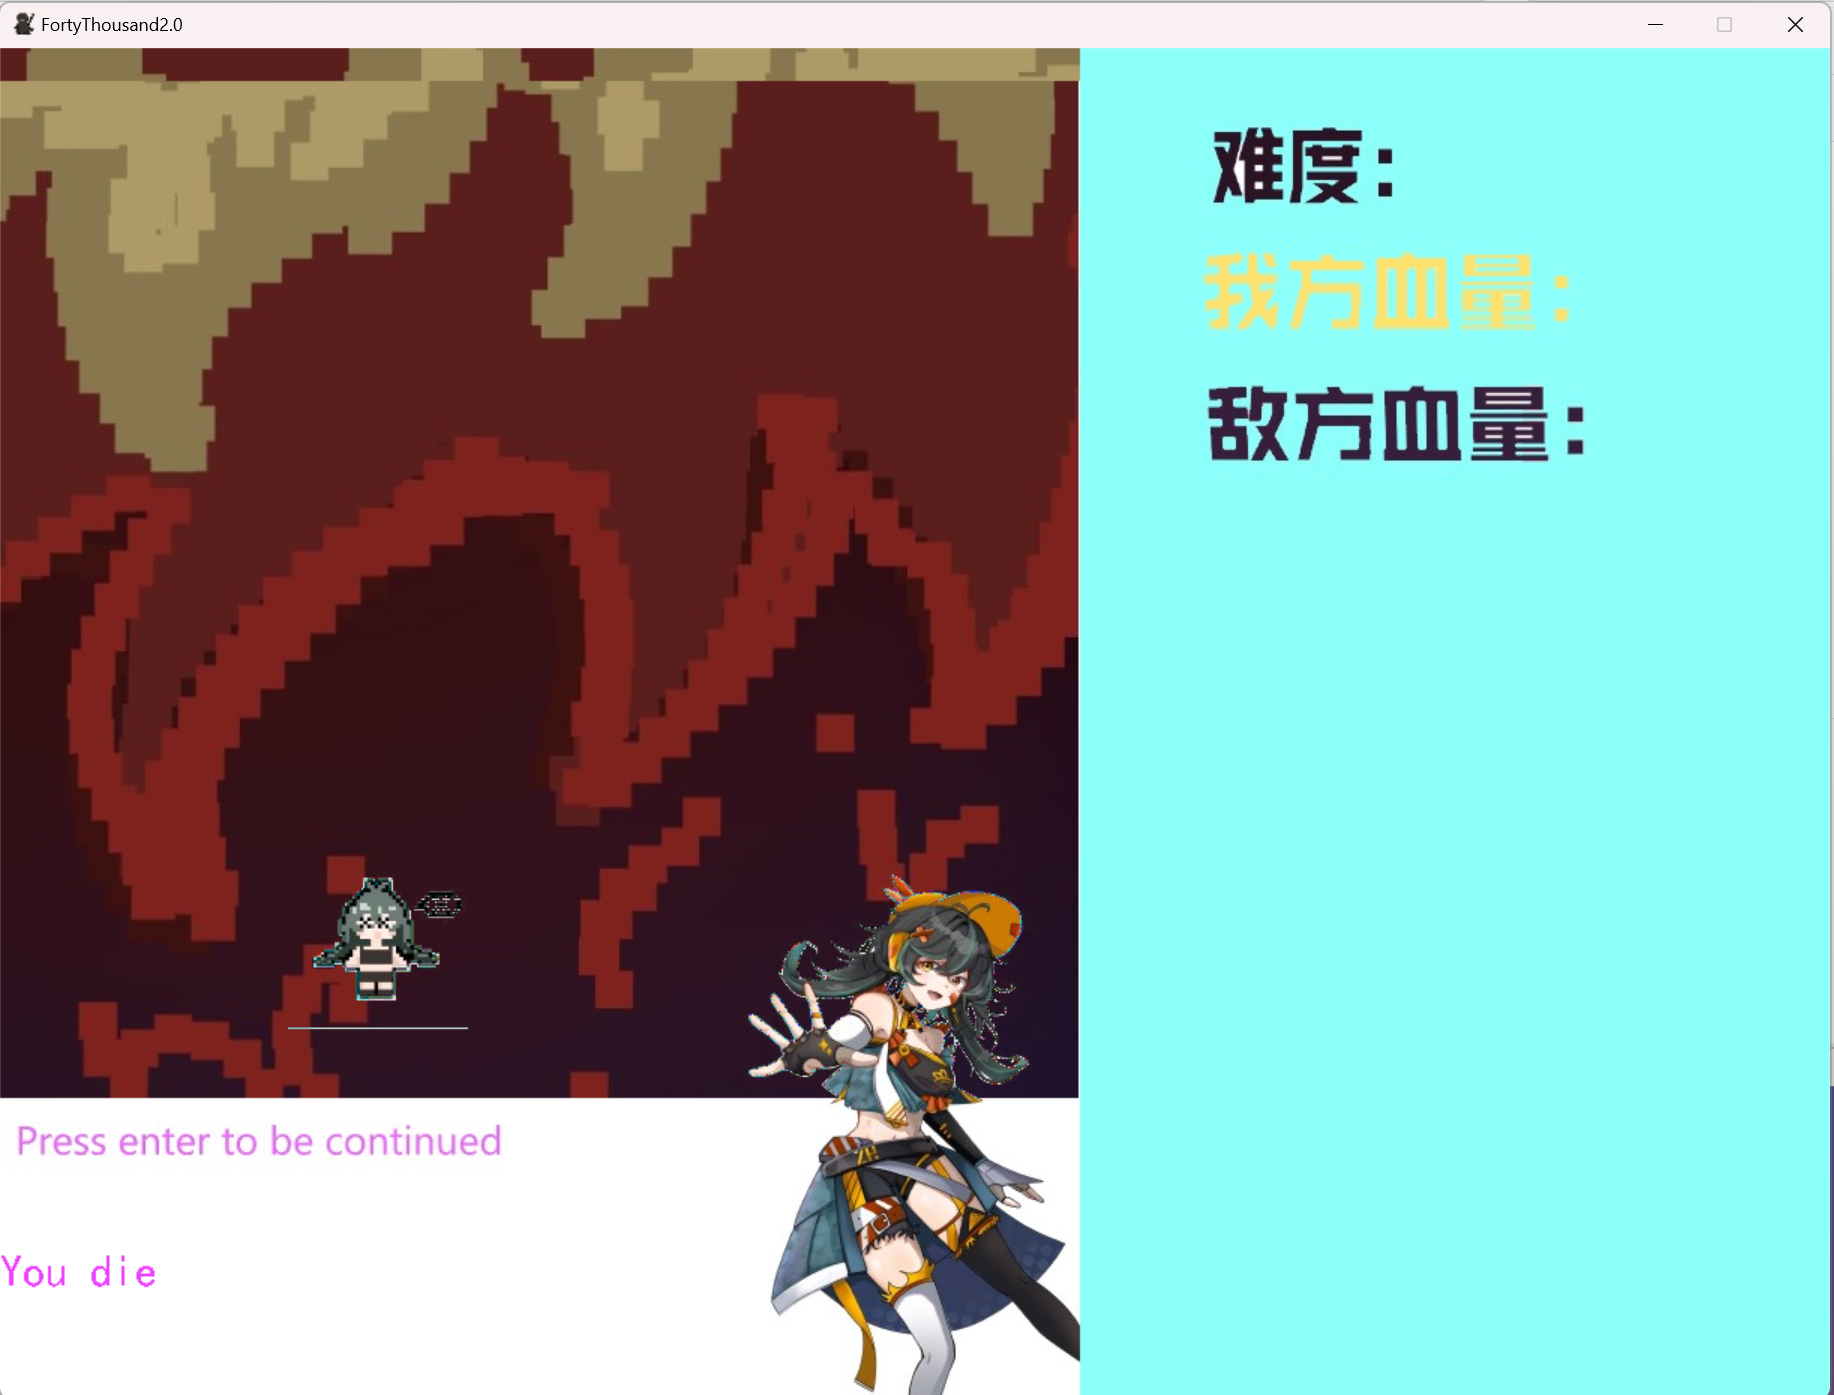 FortyThousand2.0
难度：
我方血量：
敌方血量：
Press enter to be continued
You die